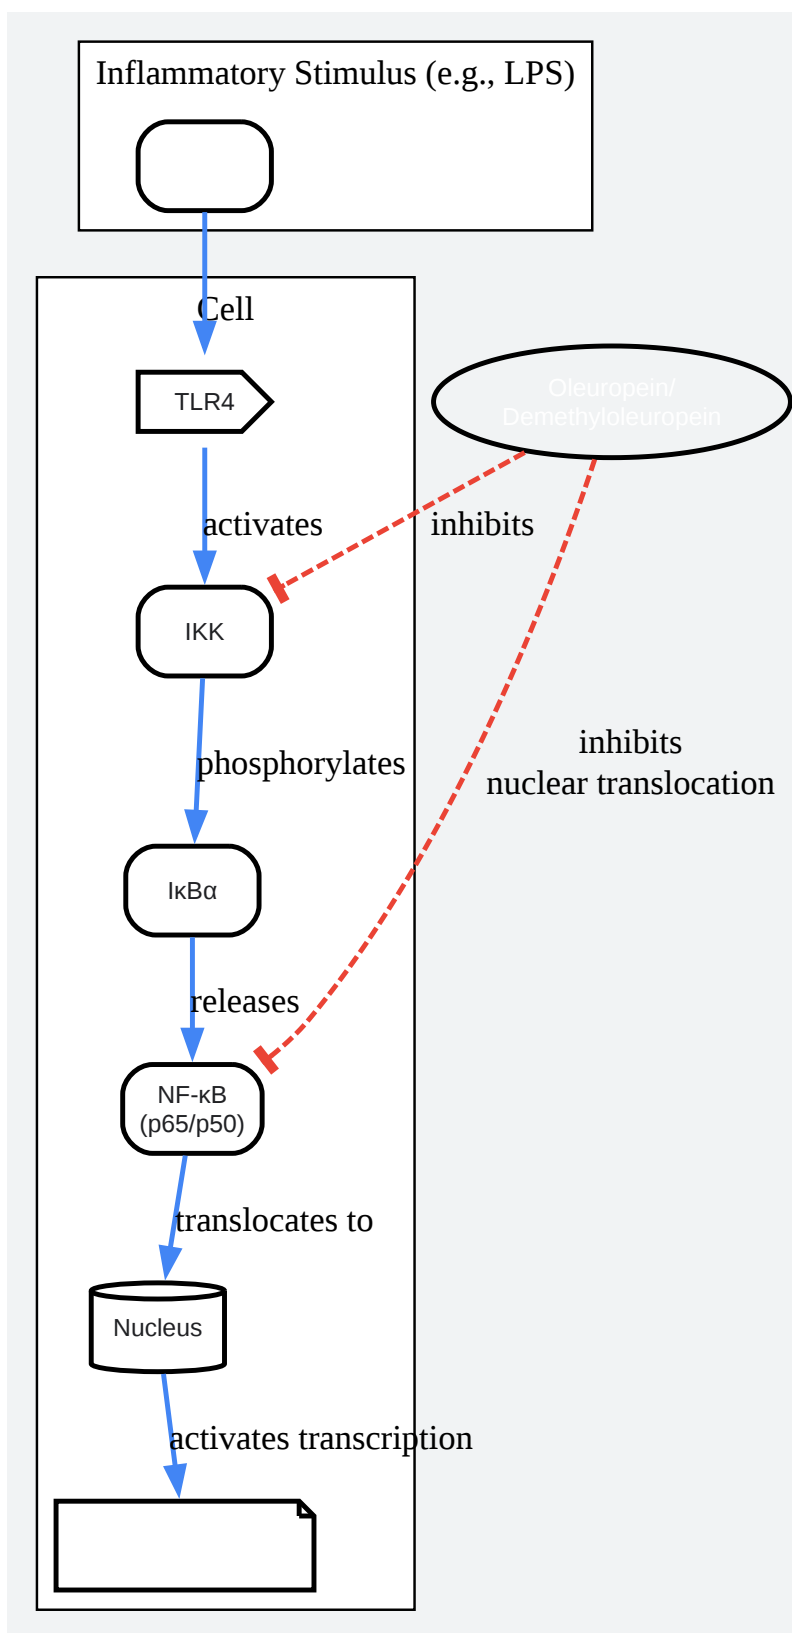 Inflammatory Stimulus (e.g., LPS)
Cell
TLR4
Oleuropein/
Demethyloleuropein
activates
inhibits
IKK
inhibits
nuclear translocation
phosphorylates
IκBα
releases
NF-κB
(p65/p50)
translocates to
Nucleus
activates transcription